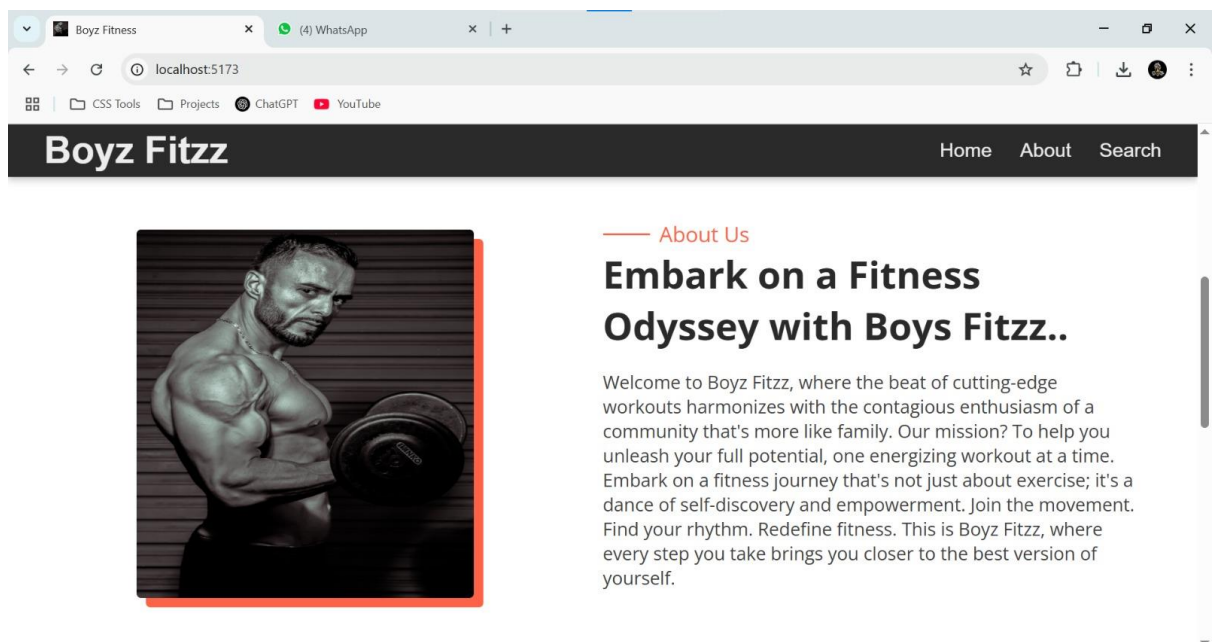 Boyz Fitness
(4) WhatsApp
localhost:5173
CSS Tools Projects ChatGPT YouTube
Boyz Fitzz
Home About Search
About Us
Embark on a Fitness
Odyssey with Boys Fitzz..
Welcome to Boyz Fitzz, where the beat of cutting-edge
workouts harmonizes with the contagious enthusiasm of a
community that's more like family. Our mission? To help you
unleash your full potential, one energizing workout at a time.
Embark on a fitness journey that's not just about exercise; it's a
dance of self-discovery and empowerment. Join the movement.
Find your rhythm. Redefine fitness. This is Boyz Fitzz, where
every step you take brings you closer to the best version of
yourself.